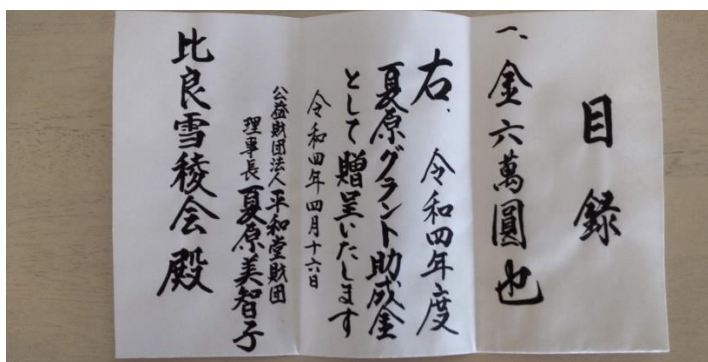 目録
一、金六萬圓也
右、令和四年度
夏原グラント助成金
として贈呈いたします
令和四年四月十六日
公益財団法人平和堂財団
理事長夏原美智子
比良雪稜会殿